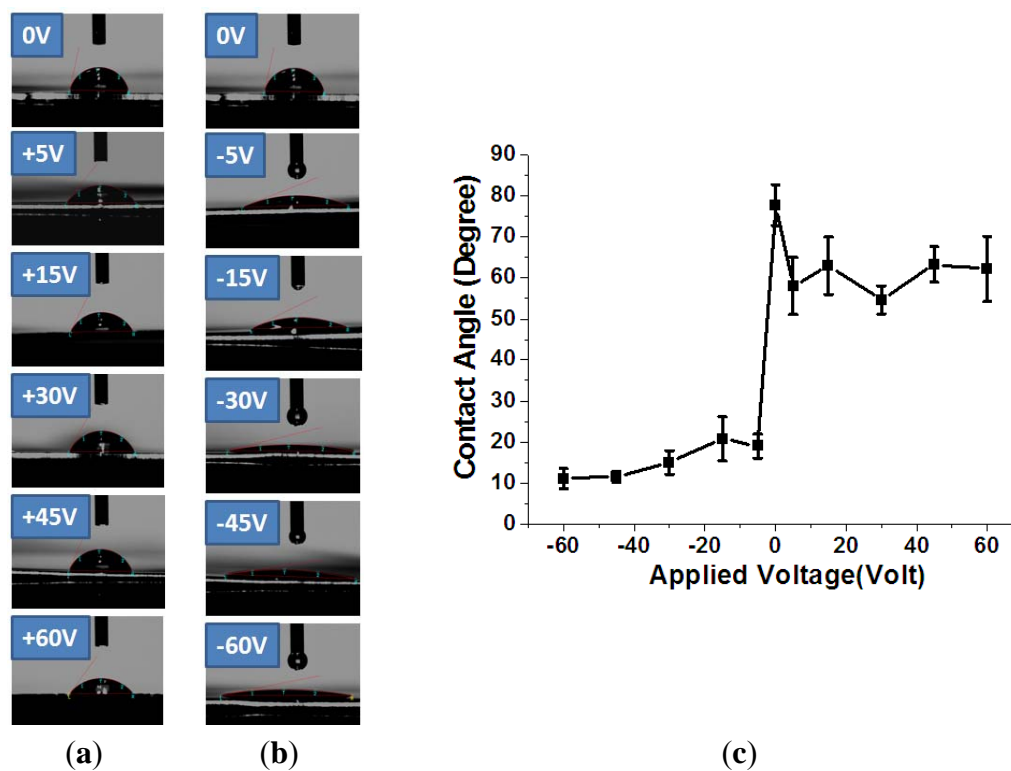 0V
+5V
+15V
+30V
+45V
+60V
(a)
0V
-5V
-15V
-30V
-45V
-60V
(b)
90
80
70
60
50
40
30
20
10
0
Contact Angle (Degree)
-60 -40 -20 0 20 40 60
Applied Voltage(Volt)
(c)